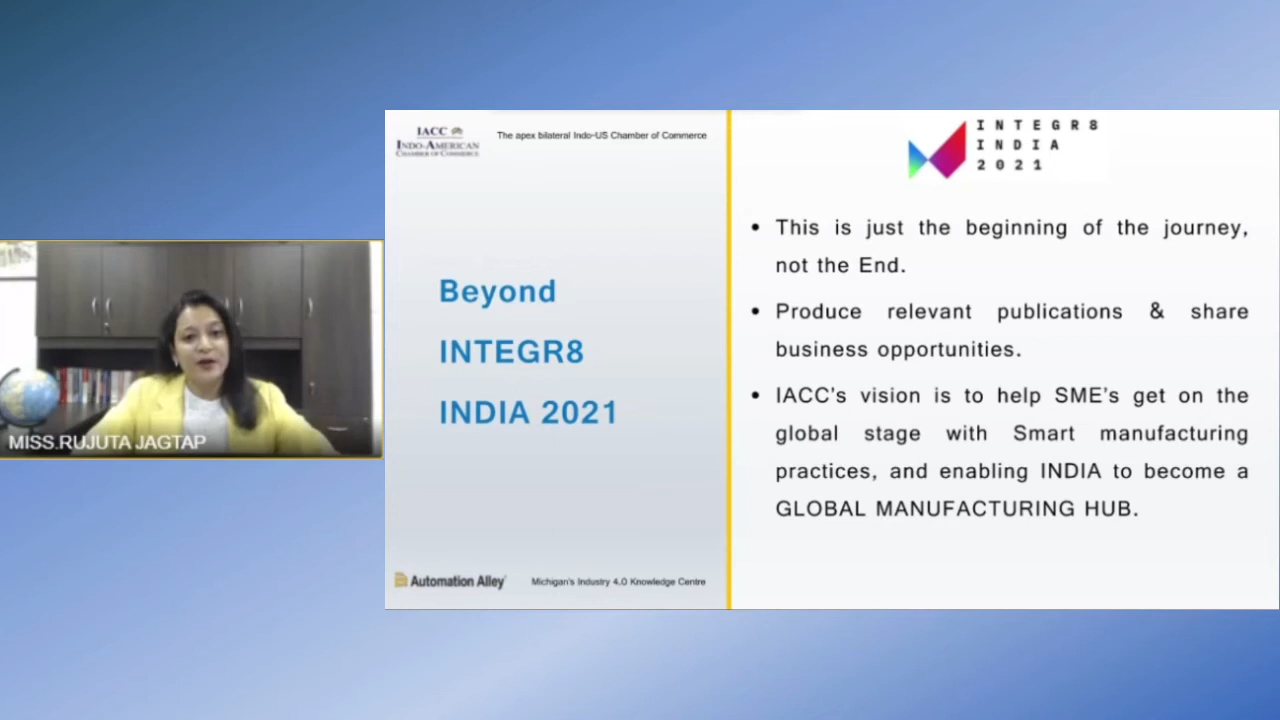 IACC
INDO-AMERICAN
CHAMBER OF COMMERCE
The apex bilateral Indo-US Chamber of Commerce
Beyond
INTEGR8
INDIA 2021
Automation Alley
Michigan's Industry 4.0 Knowledge Centre
INTEGR8
INDIA
2021
• This is just the beginning of the journey,
not the End.
• Produce relevant publications & share
business opportunities.
• IACC's vision is to help SME's get on the
global stage with Smart manufacturing
practices, and enabling INDIA to become a
GLOBAL MANUFACTURING HUB.
MISS.RUJUTA JAGTAP